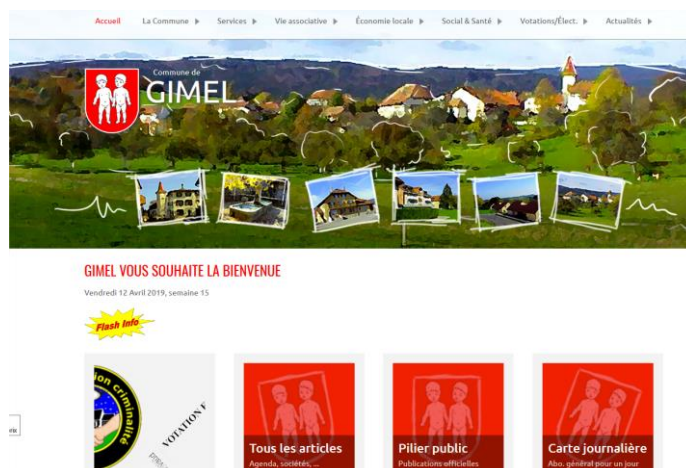 Accueil La Commune Services Vie associative Économie locale Social & Santé Votations/Élect. Actualités
Commune de
GIMEL
GIMEL VOUS SOUHAITE LA BIENVENUE
Vendredi 12 Avril 2019, semaine 15
Flash Info
criminalité
VOTATION
Tous les articles
Agenda, sociétés, ...
Pilier public
Publications officielles
Carte journalière
Abo. général pour un jour